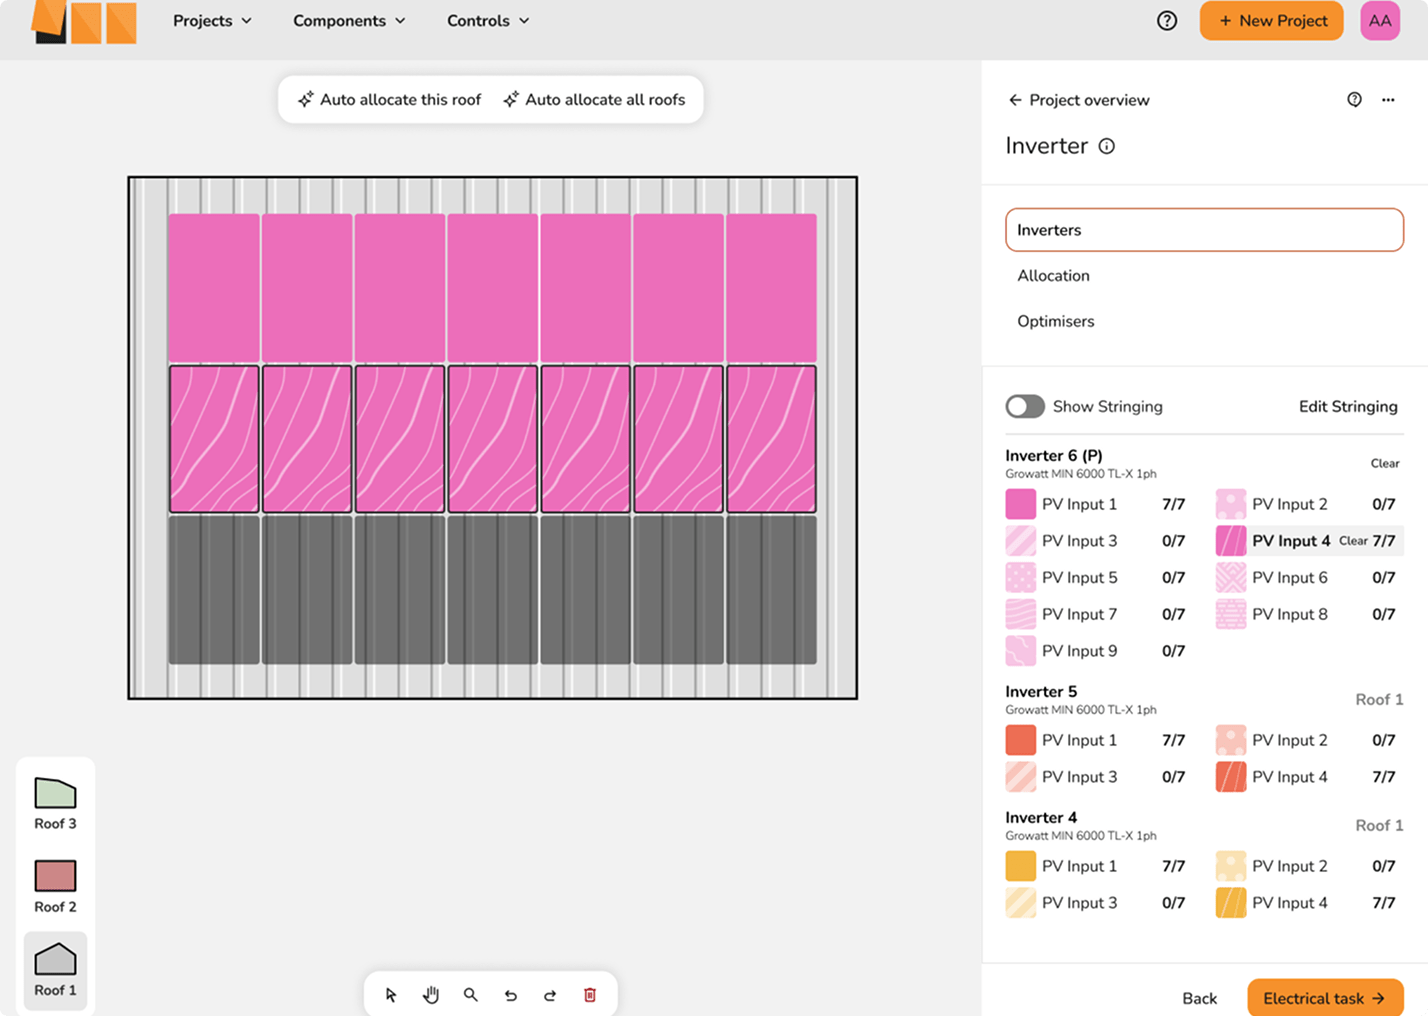 Projects Components Controls + New Project AA
Auto allocate this roof Auto allocate all roofs
Project overview
Inverter
Inverters
Allocation
Optimisers
Show Stringing Edit Stringing
Inverter 6 (P)
Growatt MIN 6000 TL-X 1ph Clear
PV Input 1 7/7 PV Input 2 0/7
PV Input 3 0/7 PV Input 4 Clear 7/7
PV Input 5 0/7 PV Input 6 0/7
PV Input 7 0/7 PV Input 8 0/7
PV Input 9 0/7
Inverter 5 Roof 1
Growatt MIN 6000 TL-X 1ph
PV Input 1 7/7 PV Input 2 0/7
PV Input 3 0/7 PV Input 4 7/7
Inverter 4 Roof 1
Growatt MIN 6000 TL-X 1ph
PV Input 1 7/7 PV Input 2 0/7
PV Input 3 0/7 PV Input 4 7/7
Roof 3
Roof 2
Roof 1
Back Electrical task